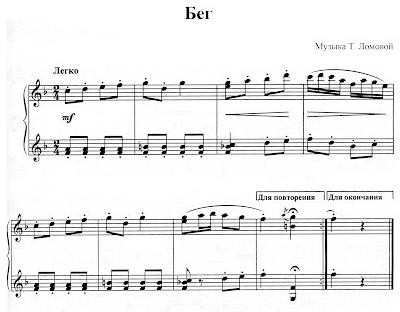 Бег
Музыка Т. Ломовой
Легко
mf
Для повторения
Для окончания